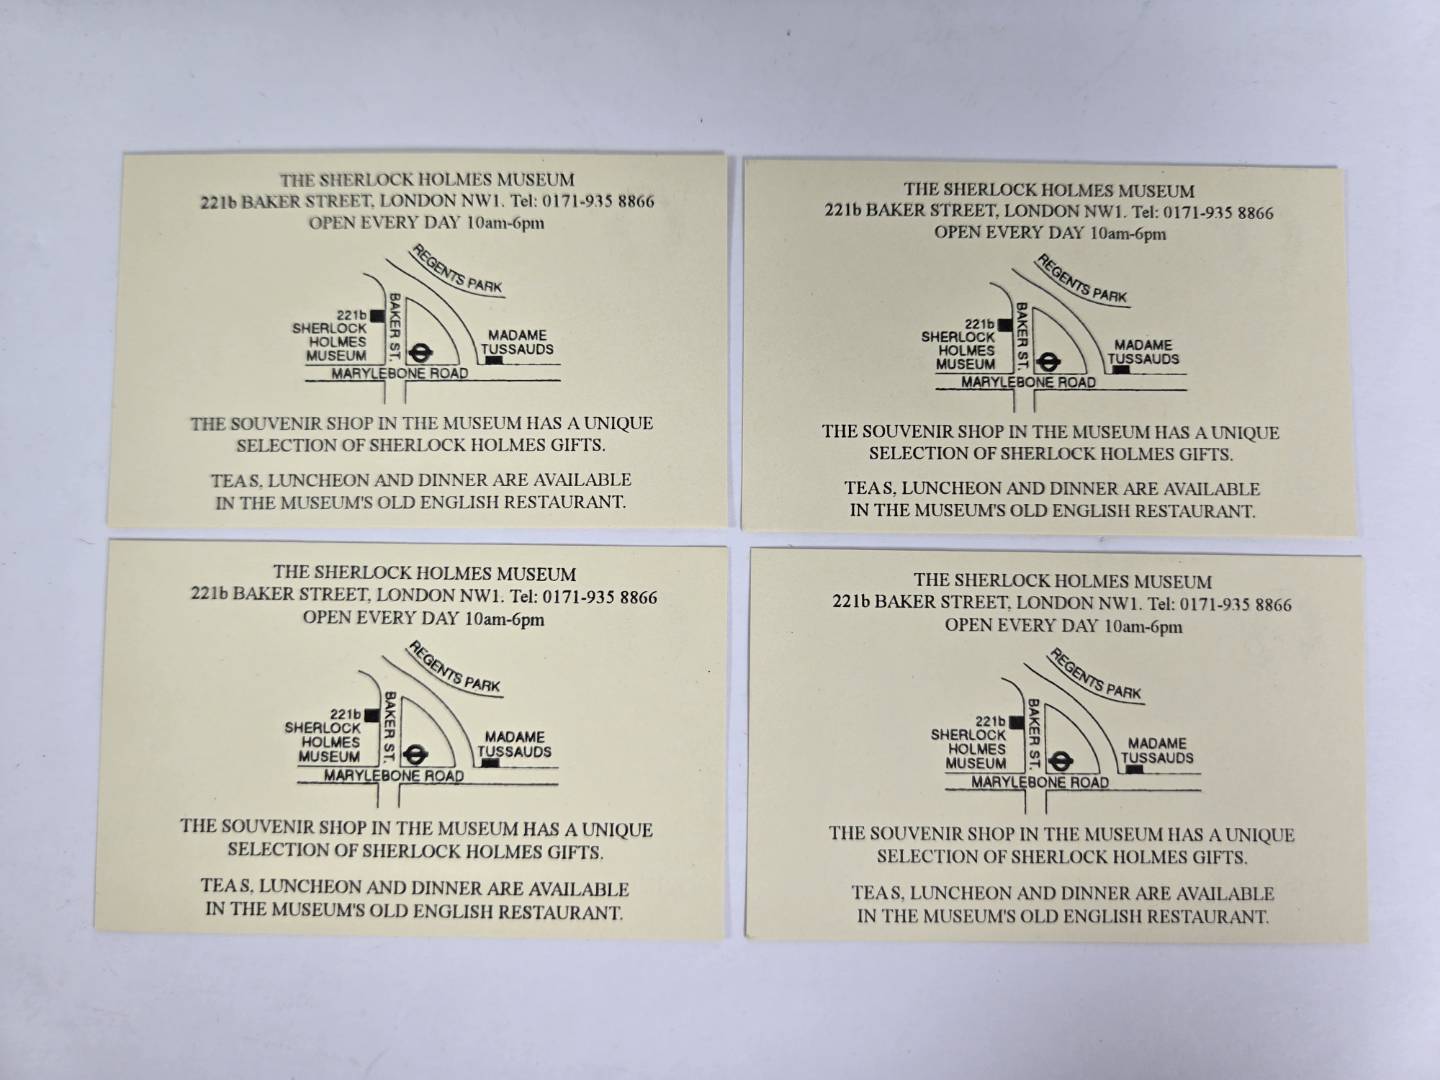 THE SHERLOCK HOLMES MUSEUM
221b BAKER STREET, LONDON NW1. Tel: 0171-935 8866
OPEN EVERY DAY 10am-6pm
REGENTS PARK
BAKER ST.
221b
SHERLOCK
HOLMES
MUSEUM
MADAME
TUSSAUDS
MARYLEBONE ROAD
THE SOUVENIR SHOP IN THE MUSEUM HAS A UNIQUE
SELECTION OF SHERLOCK HOLMES GIFTS.
TEAS, LUNCHEON AND DINNER ARE AVAILABLE
IN THE MUSEUM'S OLD ENGLISH RESTAURANT.
THE SHERLOCK HOLMES MUSEUM
221b BAKER STREET, LONDON NW1. Tel: 0171-935 8866
OPEN EVERY DAY 10am-6pm
REGENTS PARK
BAKER ST.
221b
SHERLOCK
HOLMES
MUSEUM
MADAME
TUSSAUDS
MARYLEBONE ROAD
THE SOUVENIR SHOP IN THE MUSEUM HAS A UNIQUE
SELECTION OF SHERLOCK HOLMES GIFTS.
TEAS, LUNCHEON AND DINNER ARE AVAILABLE
IN THE MUSEUM'S OLD ENGLISH RESTAURANT.
THE SHERLOCK HOLMES MUSEUM
221b BAKER STREET, LONDON NW1. Tel: 0171-935 8866
OPEN EVERY DAY 10am-6pm
REGENTS PARK
BAKER ST.
221b
SHERLOCK
HOLMES
MUSEUM
MADAME
TUSSAUDS
MARYLEBONE ROAD
THE SOUVENIR SHOP IN THE MUSEUM HAS A UNIQUE
SELECTION OF SHERLOCK HOLMES GIFTS.
TEAS, LUNCHEON AND DINNER ARE AVAILABLE
IN THE MUSEUM'S OLD ENGLISH RESTAURANT.
THE SHERLOCK HOLMES MUSEUM
221b BAKER STREET, LONDON NW1. Tel: 0171-935 8866
OPEN EVERY DAY 10am-6pm
REGENTS PARK
BAKER ST.
221b
SHERLOCK
HOLMES
MUSEUM
MADAME
TUSSAUDS
MARYLEBONE ROAD
THE SOUVENIR SHOP IN THE MUSEUM HAS A UNIQUE
SELECTION OF SHERLOCK HOLMES GIFTS.
TEAS, LUNCHEON AND DINNER ARE AVAILABLE
IN THE MUSEUM'S OLD ENGLISH RESTAURANT.